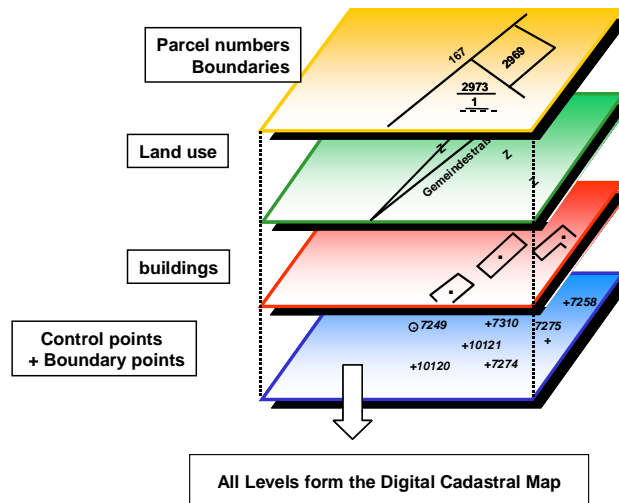 Parcel numbers
Boundaries
167
2969
2973
1
Land use
Z
Gemeindestraß
Z
Z
buildings
Control points
+ Boundary points
+7258
7249
+7310
7275
+
+10121
+10120
+7274
All Levels form the Digital Cadastral Map